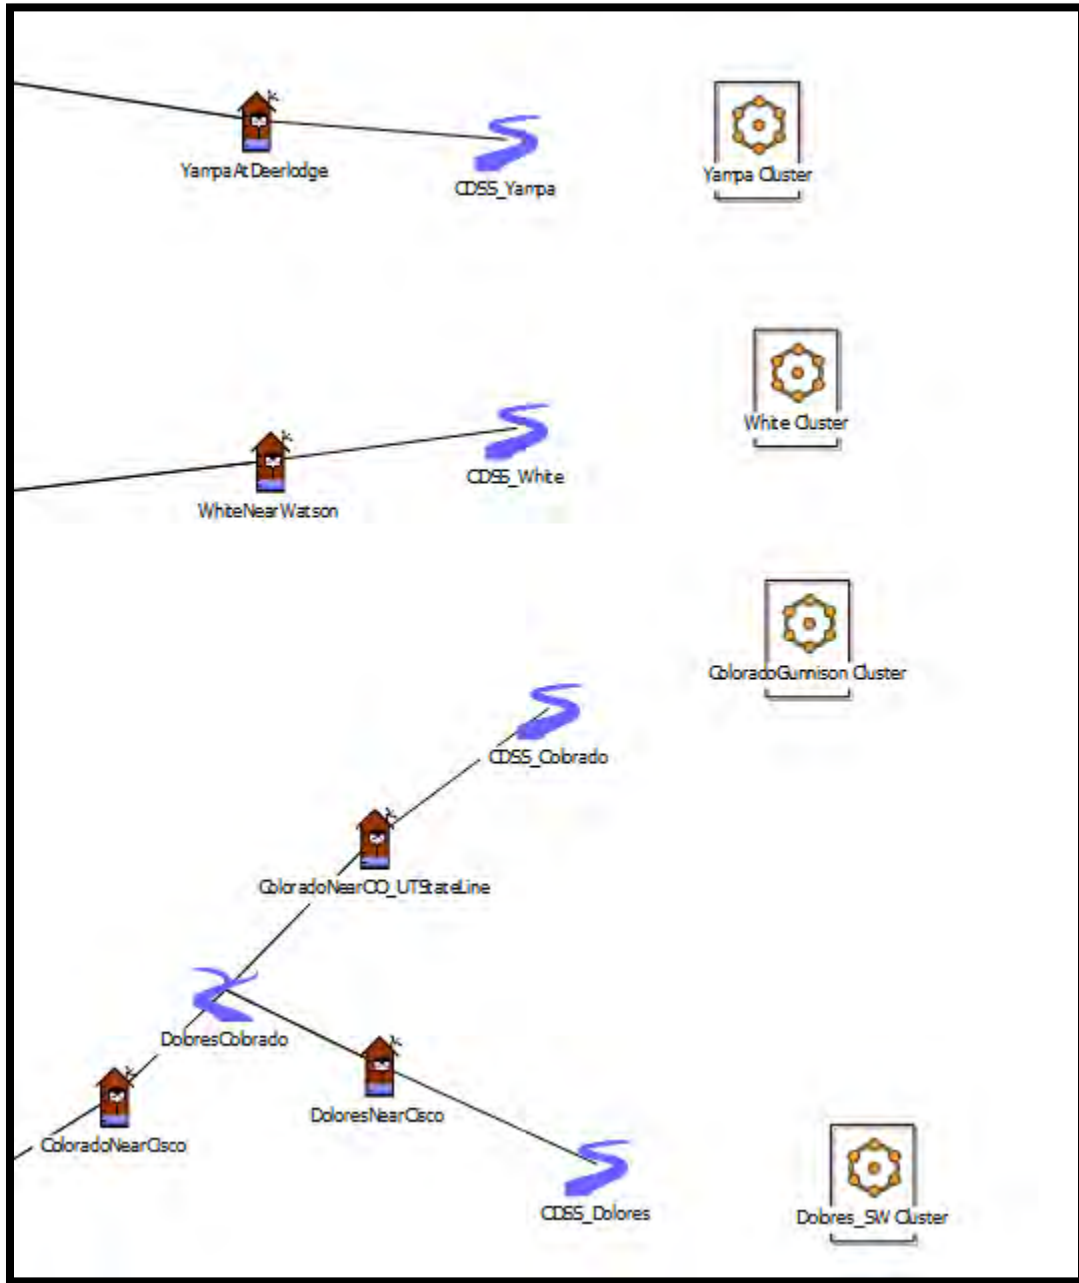 YampaAtDeerlodge
CDSS_Yampa
Yampa Cluster
White Cluster
CDSS_White
WhiteNearWatson
ColoradoGunnison Cluster
CDSS_Colorado
ColoradoNearCO_UTStateLine
DoloresColorado
DoloresNearCisco
ColoradoNearCisco
CDSS_Dolores
Dolores_SW Cluster